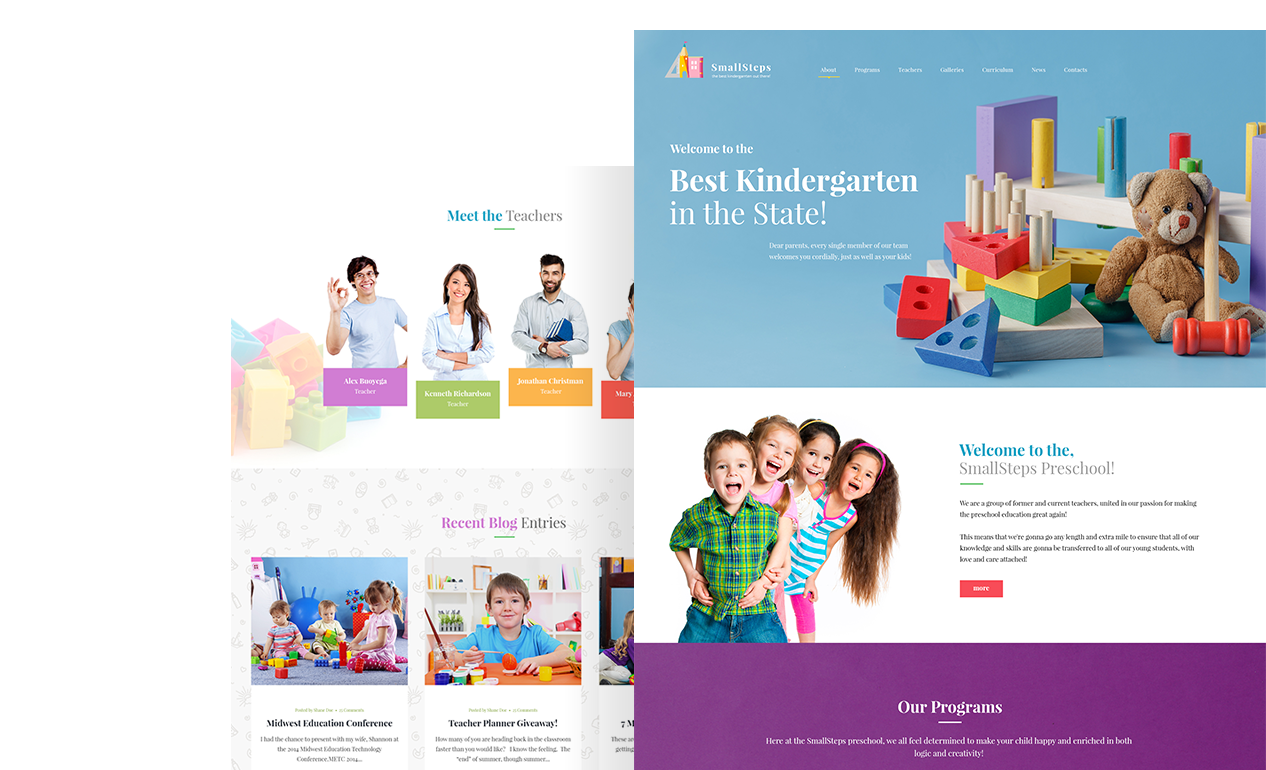 Meet the Teachers
Alex Buoyega
Teacher
Kenneth Richardson
Teacher
Jonathan Christman
Teacher
Mary
Recent Blog Entries
Posted by Shane Doe
Comments
Midwest Education Conference
I had the chance to present with my wife, Shannon at
the 2014 Midwest Education Technology
Conference.METC 2014...
Posted by Shane Doe
Comments
Teacher Planner Giveaway!
How many of you are heading back in the classroom
faster than you would like? I know the feeling. The
"end" of summer, though summer...
7 M
These are
getting
SmallSteps
the best kindergarten out there!
About
Programs
Teachers
Galleries
Curriculum
News
Contacts
Welcome to the
Best Kindergarten
in the State!
Dear parents, every single member of our team
welcomes you cordially, just as well as your kids!
Welcome to the,
SmallSteps Preschool!
We are a group of former and current teachers, united in our passion for making
the preschool education great again!
This means that we're gonna go any length and extra mile to ensure that all of our
knowledge and skills are gonna be transferred to all of our young students, with
love and care attached!
more
Our Programs
Here at the SmallSteps preschool, we all feel determined to make your child happy and enriched in both
logic and creativity!